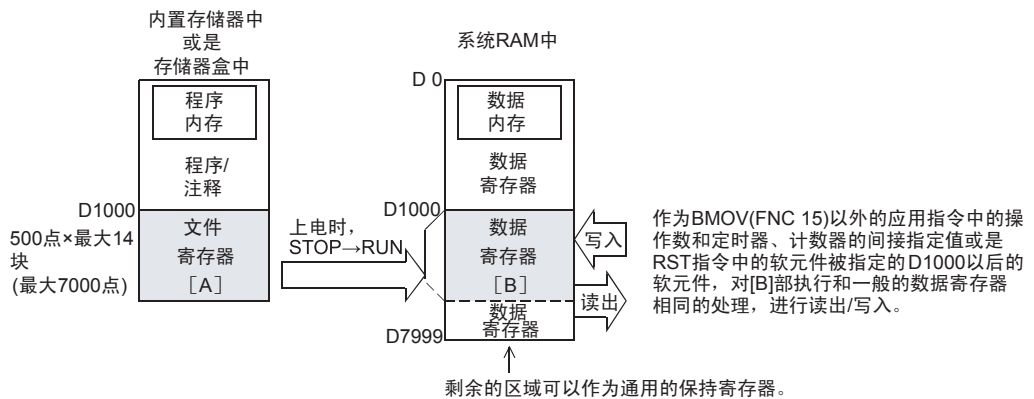 内置存储器中
或是
存储器盒中
程序
内存
程序/
注释
D1000
500点×最大14
块
(最大7000点)
文件
寄存器
[A]
上电时，
STOP→RUN
系统RAM中
D 0
数据
内存
数据
寄存器
D1000
数据
寄存器
[B]
数据
寄存器
D7999
写入
读出
作为BMOV(FNC 15)以外的应用指令中的操
作数和定时器、计数器的间接指定值或是
RST指令中的软元件被指定的D1000以后的
软元件，对[B]部执行和一般的数据寄存器
相同的处理，进行读出/写入。
剩余的区域可以作为通用的保持寄存器。